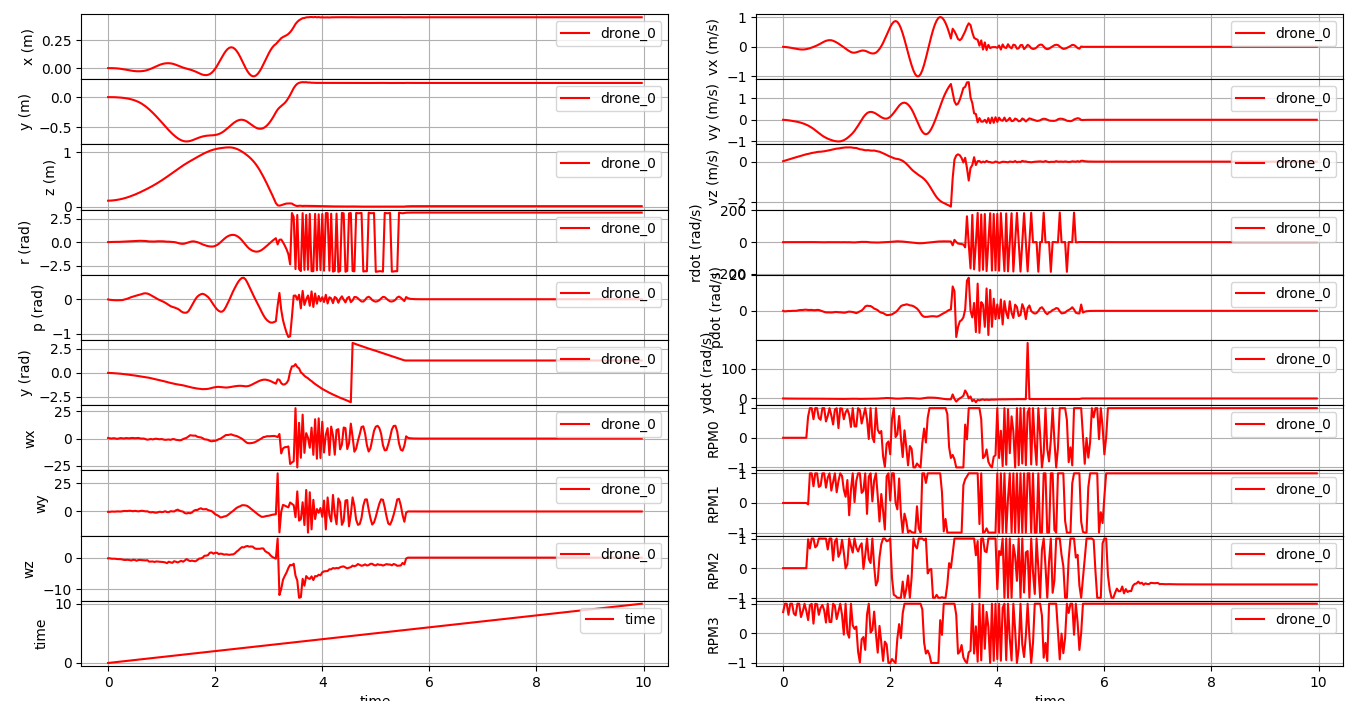 x (m)
0.25
0.00
drone_0
y (m)
0.0
−0.5
drone_0
z (m)
1
0
drone_0
r (rad)
2.5
0.0
−2.5
drone_0
p (rad)
0
−1
drone_0
y (rad)
2.5
0.0
−2.5
drone_0
wx
25
0
−25
drone_0
wy
25
0
drone_0
wz
0
−10
drone_0
time
10
0
time
0 2 4 6 8 10
time
vx (m/s)
1
0
−1
drone_0
vy (m/s)
1
0
−1
drone_0
vz (m/s)
0
−2
drone_0
rdot (rad/s)
200
0
−200
drone_0
pdot (rad/s)
20
0
drone_0
ydot (rad/s)
100
0
drone_0
RPM0
1
0
−1
drone_0
RPM1
1
0
−1
drone_0
RPM2
1
0
−1
drone_0
RPM3
1
0
−1
drone_0
0 2 4 6 8 10
time